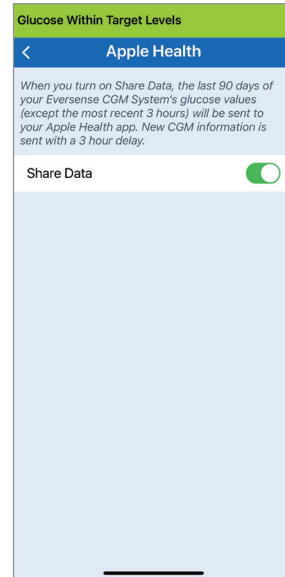 Glucose Within Target Levels
Apple Health
When you turn on Share Data, the last 90 days of
your Eversense CGM System's glucose values
(except the most recent 3 hours) will be sent to
your Apple Health app. New CGM information is
sent with a 3 hour delay.
Share Data